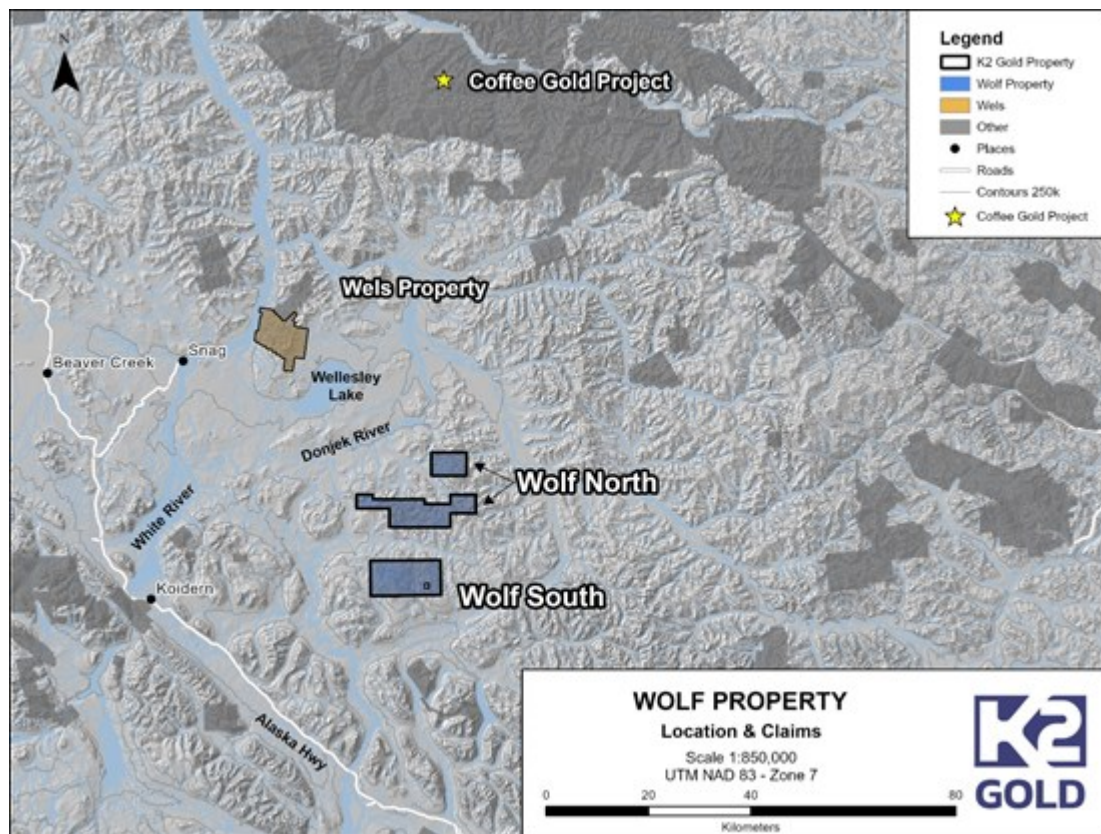 N
Coffee Gold Project
Legend
K2 Gold Property
Wolf Property
Wels
Other
Places
Roads
Contours 250k
Coffee Gold Project
Wels Property
Beaver Creek
Snag
Wellesley
Lake
Donjek River
Wolf North
White River
Koidern
Wolf South
Alaska Hwy
WOLF PROPERTY
Location & Claims
Scale 1:850,000
UTM NAD 83 - Zone 7
0 20 40 60 80
Kilometers
K2
GOLD